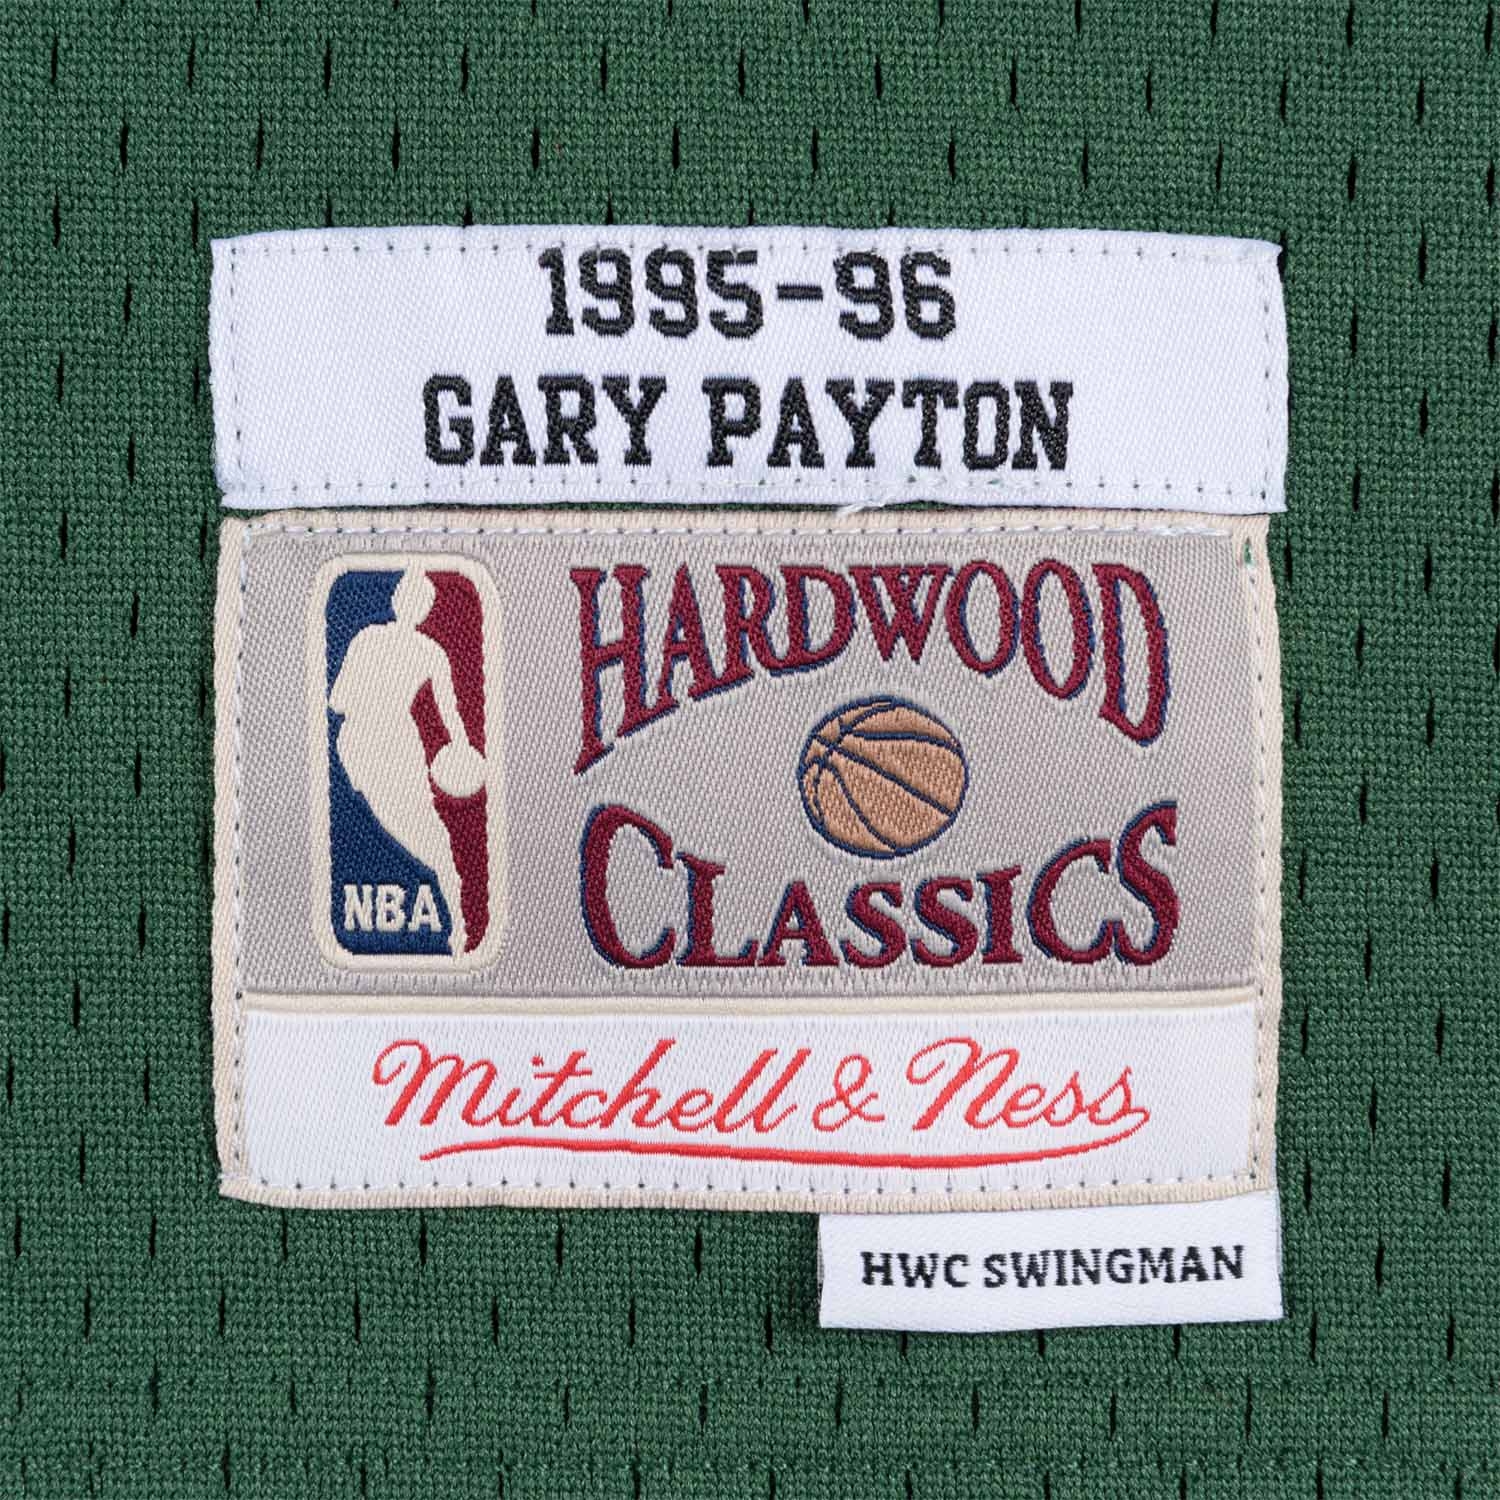 1995-96
GARY PAYTON
HARDWOOD
CLASSICS
NBA
Mitchell & Ness
HWC SWINGMAN